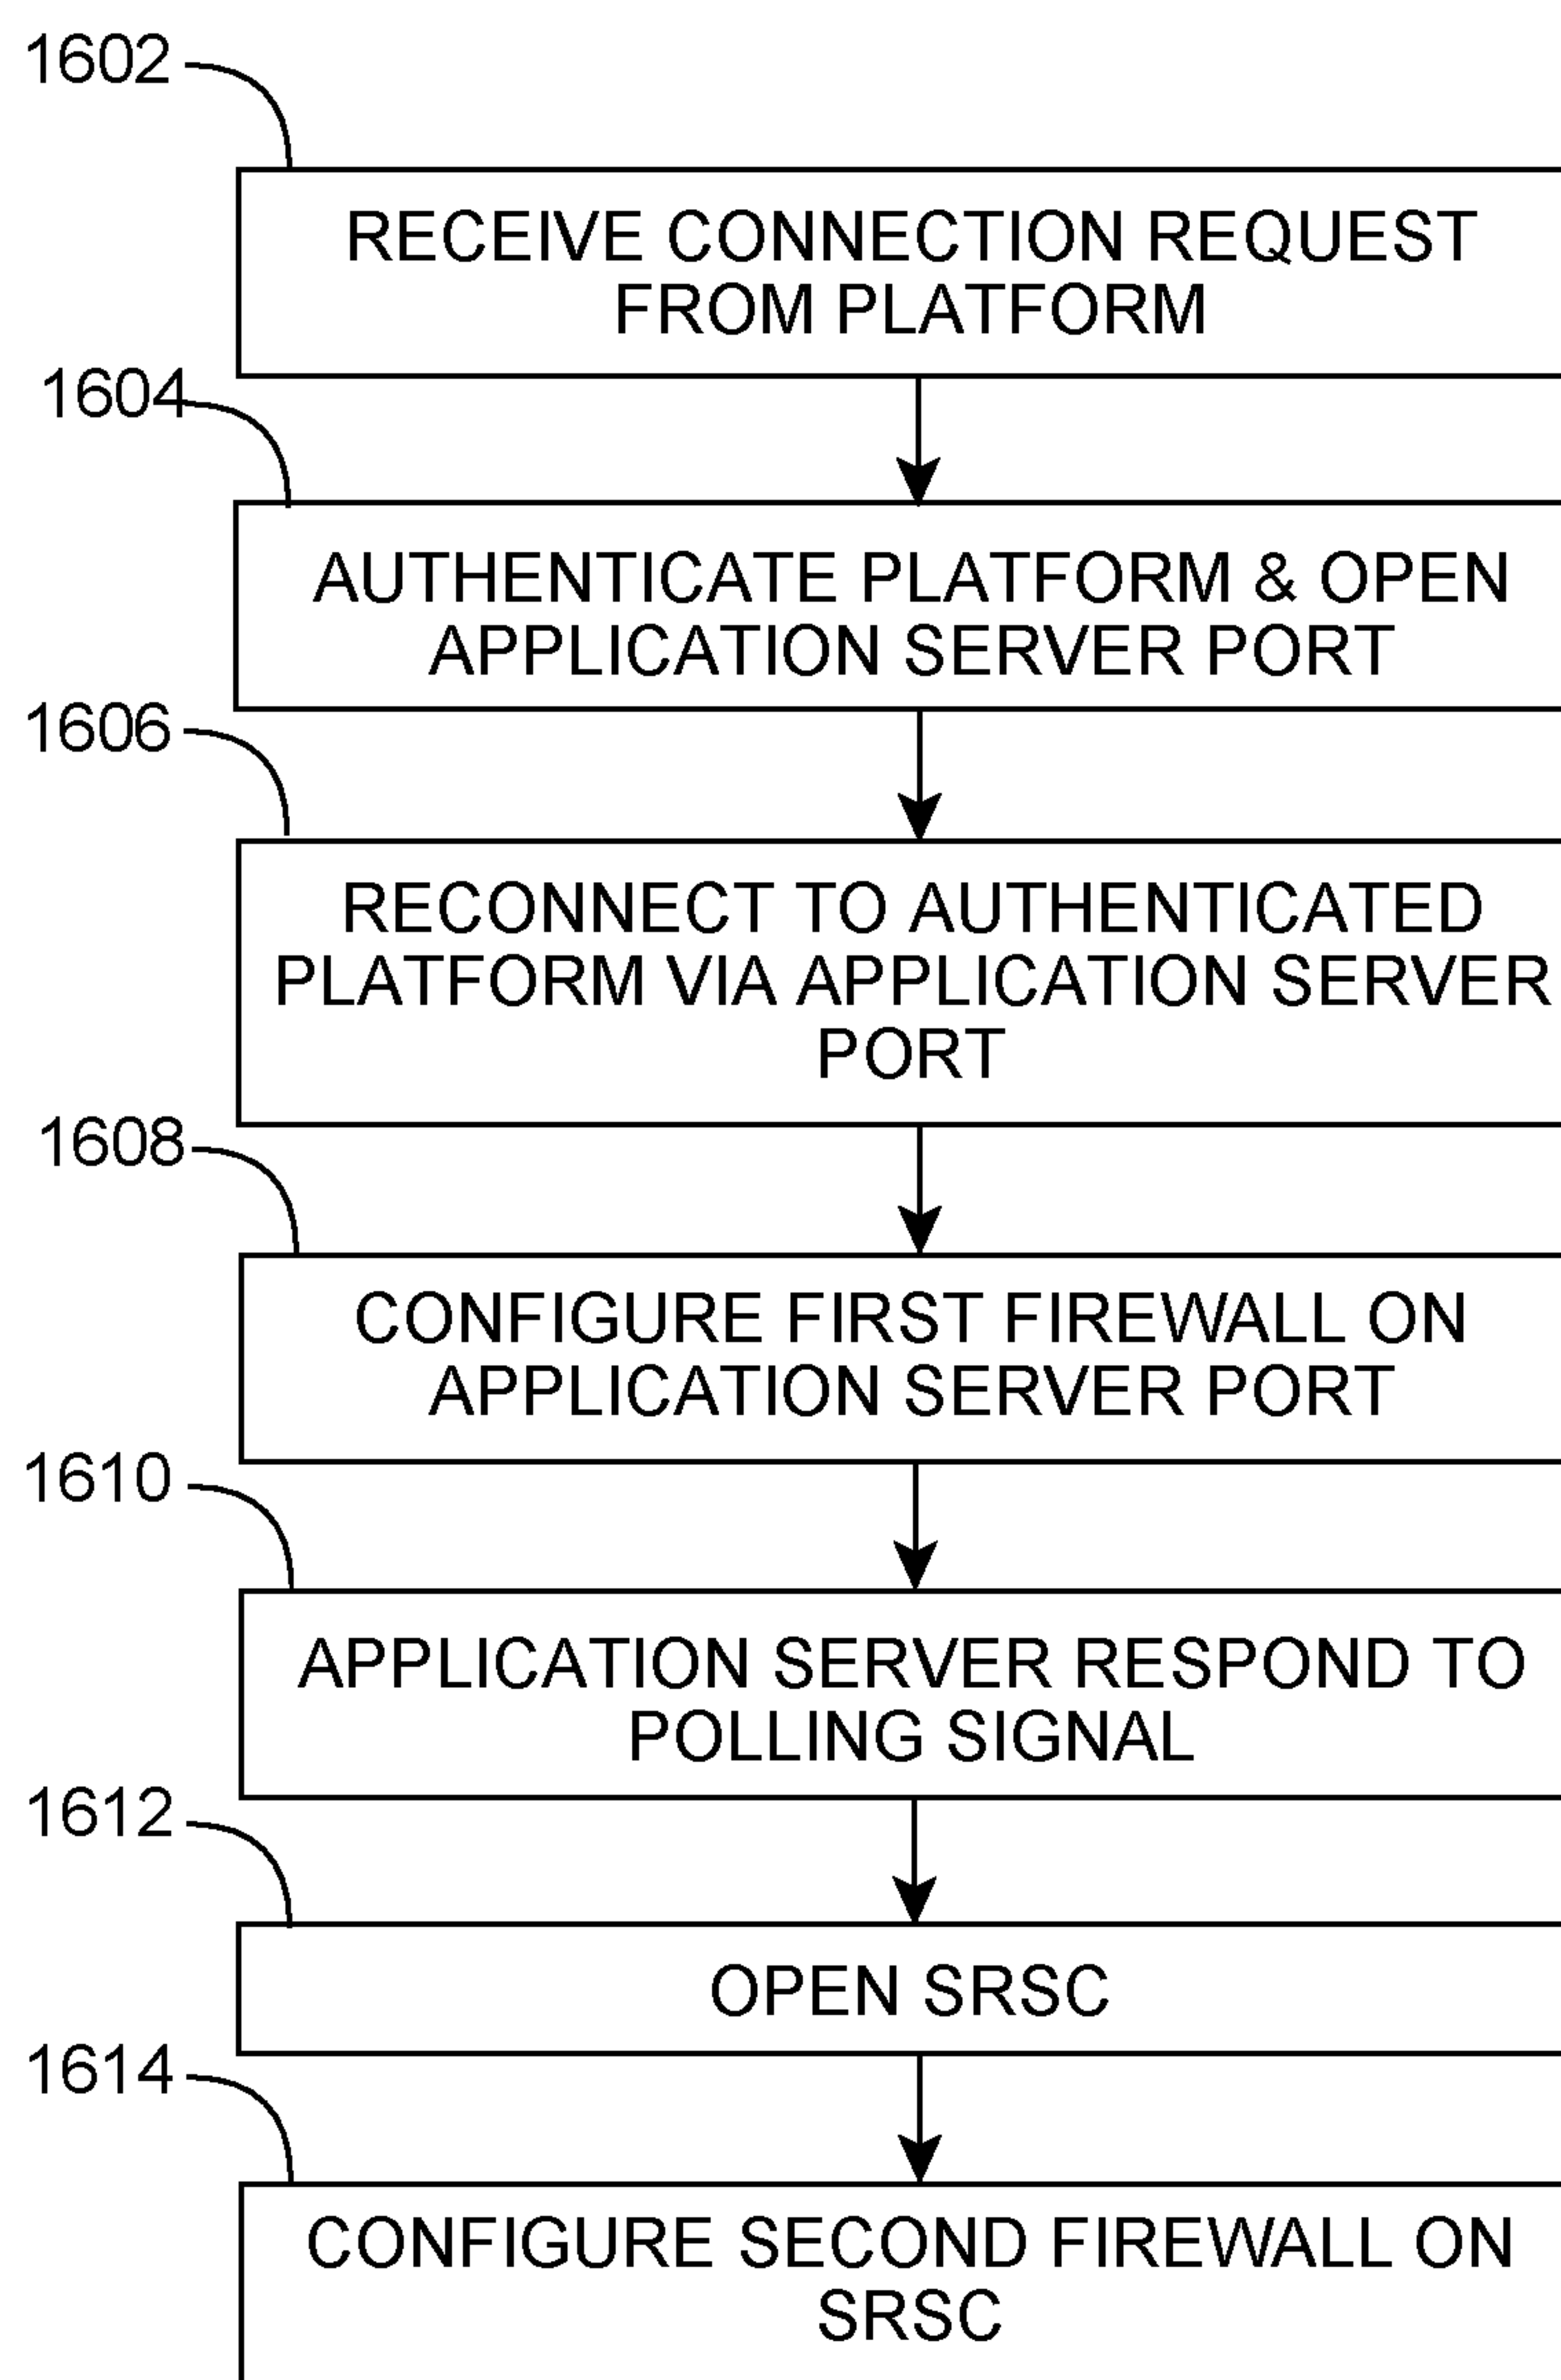 1602
RECEIVE CONNECTION REQUEST
FROM PLATFORM
1604
AUTHENTICATE PLATFORM & OPEN
APPLICATION SERVER PORT
1606
RECONNECT TO AUTHENTICATED
PLATFORM VIA APPLICATION SERVER
PORT
1608
CONFIGURE FIRST FIREWALL ON
APPLICATION SERVER PORT
1610
APPLICATION SERVER RESPOND TO
POLLING SIGNAL
1612
OPEN SRSC
1614
CONFIGURE SECOND FIREWALL ON
SRSC